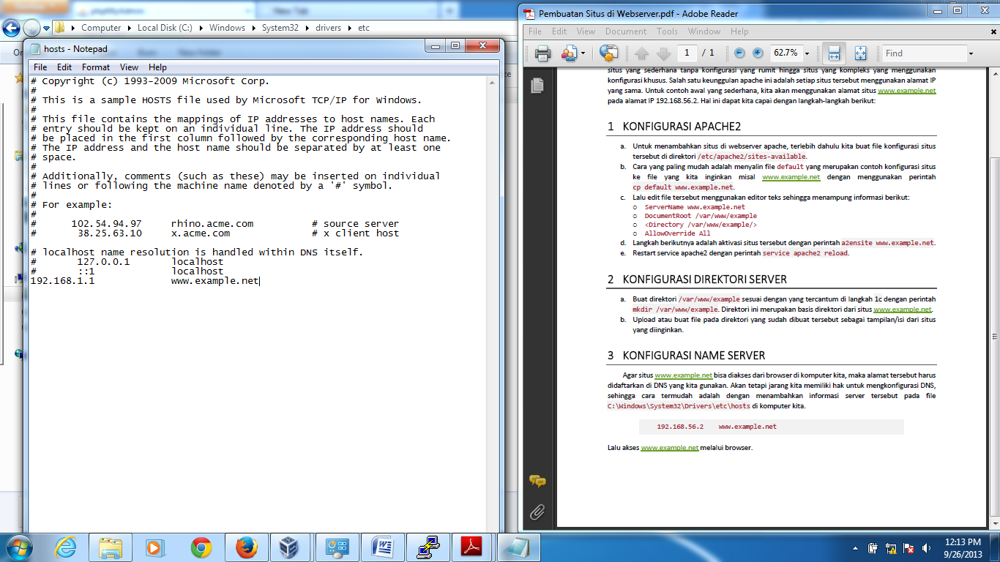 New Tab
Computer
Local Disk (C:)
Windows
System32
drivers
etc
hosts - Notepad
File Edit Format View Help
# Copyright (c) 1993-2009 Microsoft Corp.
#
# This is a sample HOSTS file used by Microsoft TCP/IP for Windows.
#
# This file contains the mappings of IP addresses to host names. Each
# entry should be kept on an individual line. The IP address should
# be placed in the first column followed by the corresponding host name.
# The IP address and the host name should be separated by at least one
# space.
#
# Additionally, comments (such as these) may be inserted on individual
# lines or following the machine name denoted by a '#' symbol.
#
# For example:
#
# 102.54.94.97 rhino.acme.com # source server
# 38.25.63.10 x.acme.com # x client host

# localhost name resolution is handled within DNS itself.
# 127.0.0.1 localhost
# ::1 localhost
192.168.1.1 www.example.net
Pembuatan Situs di Webserver.pdf - Adobe Reader
File Edit View Document Tools Window Help
1 / 1 62.7% Find
situs yang sederhana tanpa konfigurasi yang rumit hingga situs yang kompleks yang menggunakan
konfigurasi khusus. Salah satu keunggulan apache ini adalah setiap situs tersebut menggunakan alamat IP
yang sama. Untuk contoh awal yang sederhana, kita akan menggunakan alamat situs www.example.net
pada alamat IP 192.168.56.2. Hal ini dapat kita capai dengan langkah-langkah berikut:
1 KONFIGURASI APACHE2
a. Untuk menambahkan situs di webserver apache, terlebih dahulu kita buat file konfigurasi situs
tersebut di direktori /etc/apache2/sites-available.
b. Cara yang paling mudah adalah menyalin file default yang merupakan contoh konfigurasi situs
ke file yang kita inginkan misal www.example.net dengan menggunakan perintah
cp default www.example.net.
c. Lalu edit file tersebut menggunakan editor teks sehingga menampung informasi berikut:
o ServerName www.example.net
o DocumentRoot /var/www/example
o <Directory /var/www/example/>
o AllowOverride All
d. Langkah berikutnya adalah aktivasi situs tersebut dengan perintah a2ensite www.example.net.
e. Restart service apache2 dengan perintah service apache2 reload.
2 KONFIGURASI DIREKTORI SERVER
a. Buat direktori /var/www/example sesuai dengan yang tercantum di langkah 1c dengan perintah
mkdir /var/www/example. Direktori ini merupakan basis direktori dari situs www.example.net.
b. Upload atau buat file pada direktori yang sudah dibuat tersebut sebagai tampilan/isi dari situs
yang diinginkan.
3 KONFIGURASI NAME SERVER
Agar situs www.example.net bisa diakses dari browser di komputer kita, maka alamat tersebut harus
didaftarkan di DNS yang kita gunakan. Akan tetapi jarang kita memiliki hak untuk mengkonfigurasi DNS,
sehingga cara termudah adalah dengan menambahkan informasi server tersebut pada file
C:\Windows\System32\Drivers\etc\hosts di komputer kita.
192.168.56.2 www.example.net
Lalu akses www.example.net melalui browser.
12:13 PM
9/26/2013